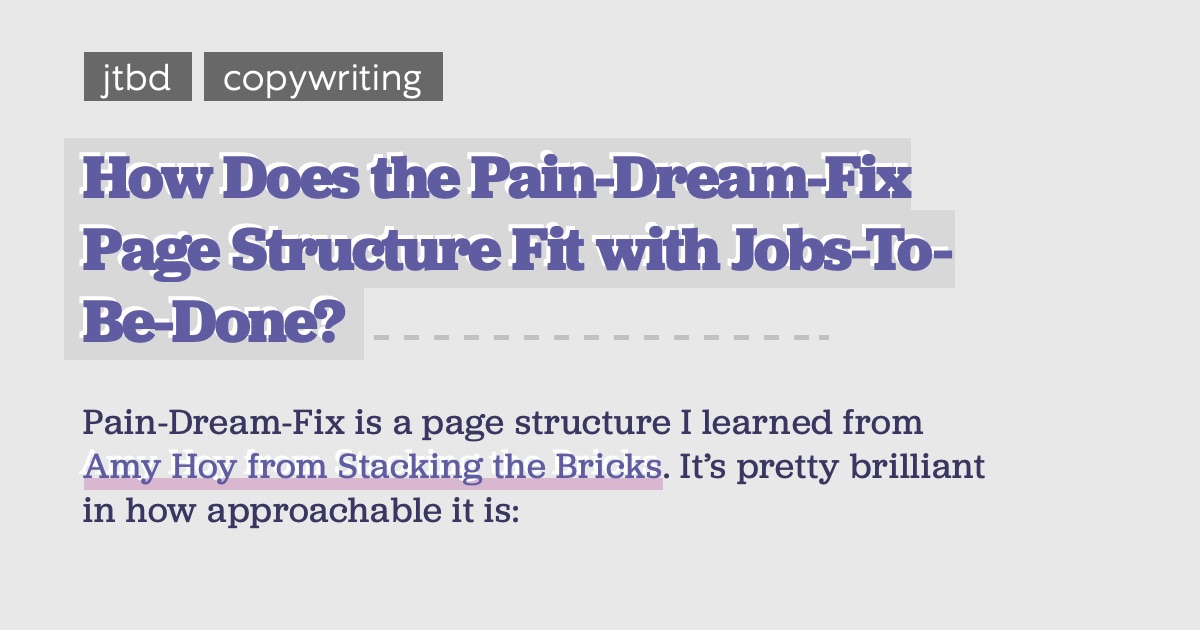 jtbd copywriting
How Does the Pain-Dream-Fix
Page Structure Fit with Jobs-To-
Be-Done?
Pain-Dream-Fix is a page structure I learned from
Amy Hoy from Stacking the Bricks. It’s pretty brilliant
in how approachable it is: